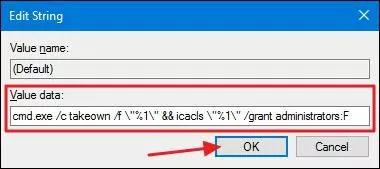 Edit String
Value name:
(Default)
Value data:
cmd.exe /c takeown /f \"%1\" && icacls \"%1\" /grant administrators:F
OK
Cancel